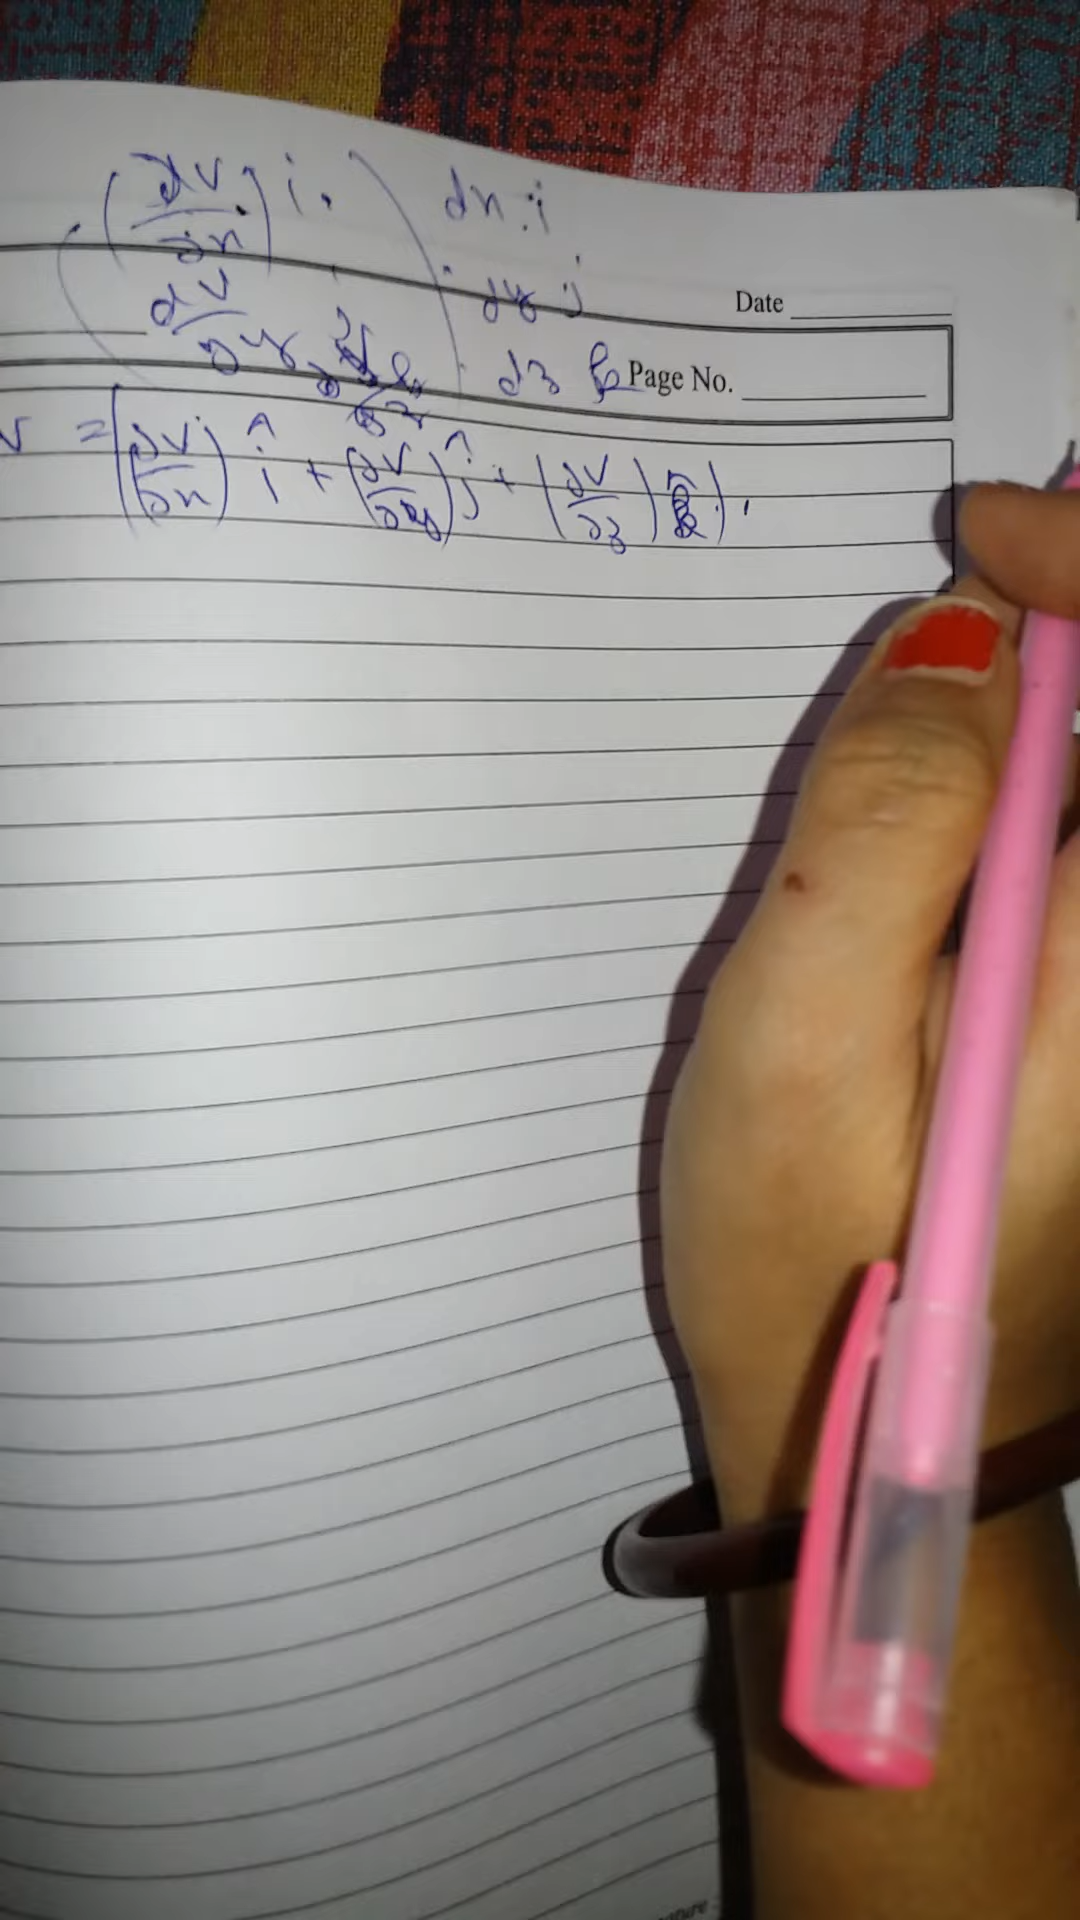 (∂V/∂x) i . ) dx i
∂V/∂y . dy j
Date
dz k Page No.
V = [(∂V/∂x) î + (∂V/∂y) ĵ + (∂V/∂z) k̂ ) .